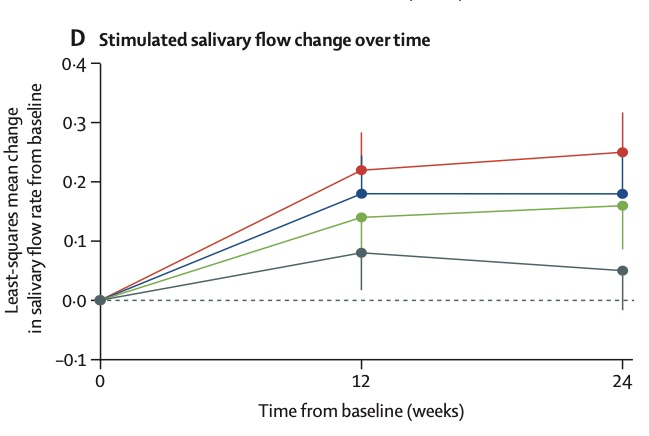 D Stimulated salivary flow change over time
Least-squares mean change
in salivary flow rate from baseline
0·4
0·3
0·2
0·1
0·0
–0·1
0
12
24
Time from baseline (weeks)